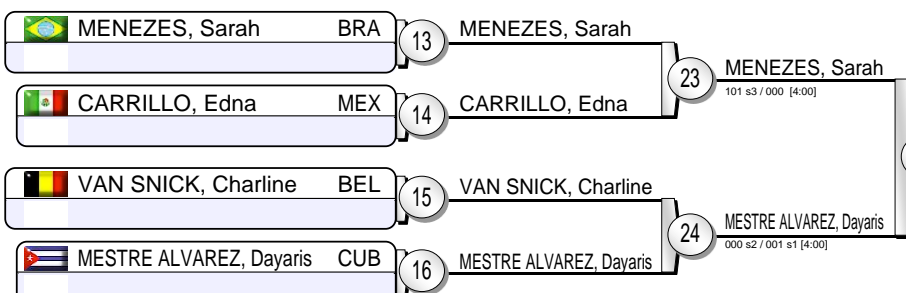 MENEZES, Sarah BRA
13
MENEZES, Sarah
CARRILLO, Edna MEX
14
CARRILLO, Edna
23
MENEZES, Sarah
101 s3 / 000 [4:00]
VAN SNICK, Charline BEL
15
VAN SNICK, Charline
MESTRE ALVAREZ, Dayaris CUB
16
MESTRE ALVAREZ, Dayaris
24
MESTRE ALVAREZ, Dayaris
000 s2 / 001 s1 [4:00]